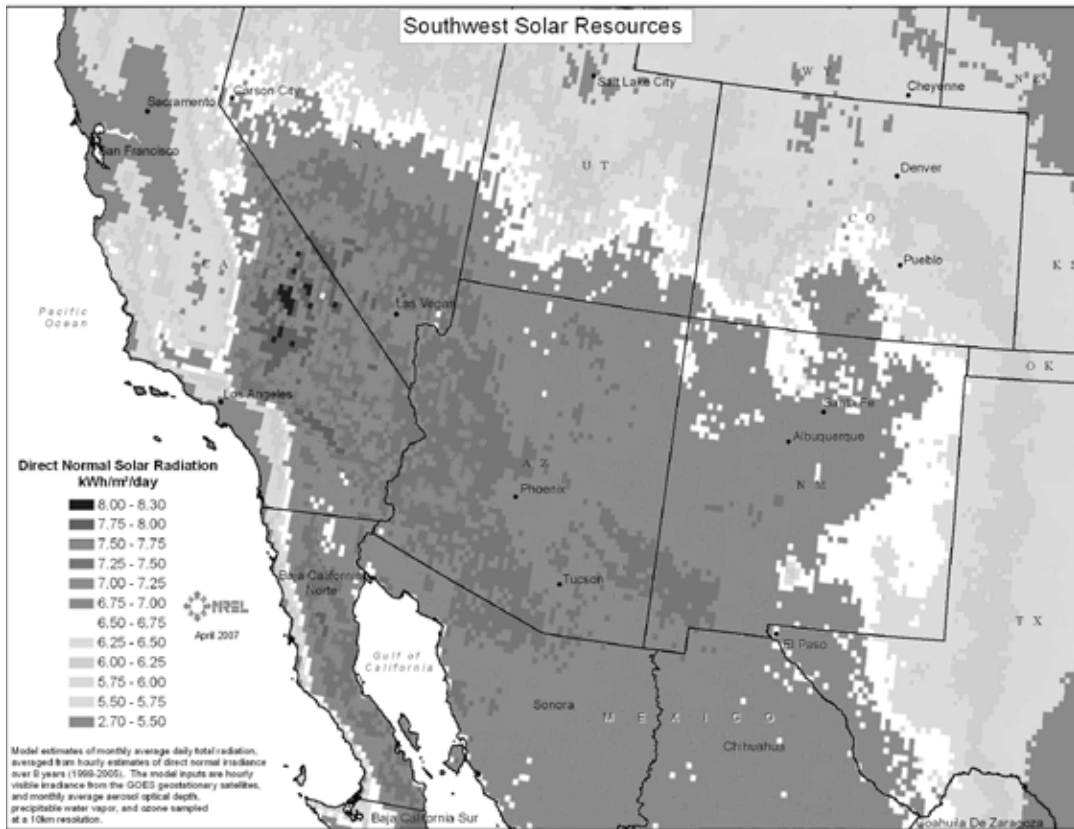 Southwest Solar Resources
Salt Lake City
W Y
Cheyenne
N E
Carson City
Sacramento
San Francisco
N V
U T
Denver
C O
C A
Pueblo
K S
Pacific
Ocean
Las Vegas
O K
Los Angeles
Santa Fe
Albuquerque
A Z
N M
Phoenix
Direct Normal Solar Radiation
kWh/m²/day
8.00 - 8.30
7.75 - 8.00
7.50 - 7.75
7.25 - 7.50
7.00 - 7.25
6.75 - 7.00
6.50 - 6.75
6.25 - 6.50
6.00 - 6.25
5.75 - 6.00
5.50 - 5.75
2.70 - 5.50
NREL
April 2007
Baja California
Norte
Tucson
T X
El Paso
Gulf of
California
Sonora
M E X I C O
Chihuahua
Model estimates of monthly average daily total radiation,
averaged from hourly estimates of direct normal irradiance
over 8 years (1998-2005). The model inputs are hourly
visible irradiance from the GOES geostationary satellites,
and monthly average aerosol optical depth,
precipitable water vapor, and ozone sampled
at a 10km resolution.
Baja California Sur
Coahuila De Zaragoza